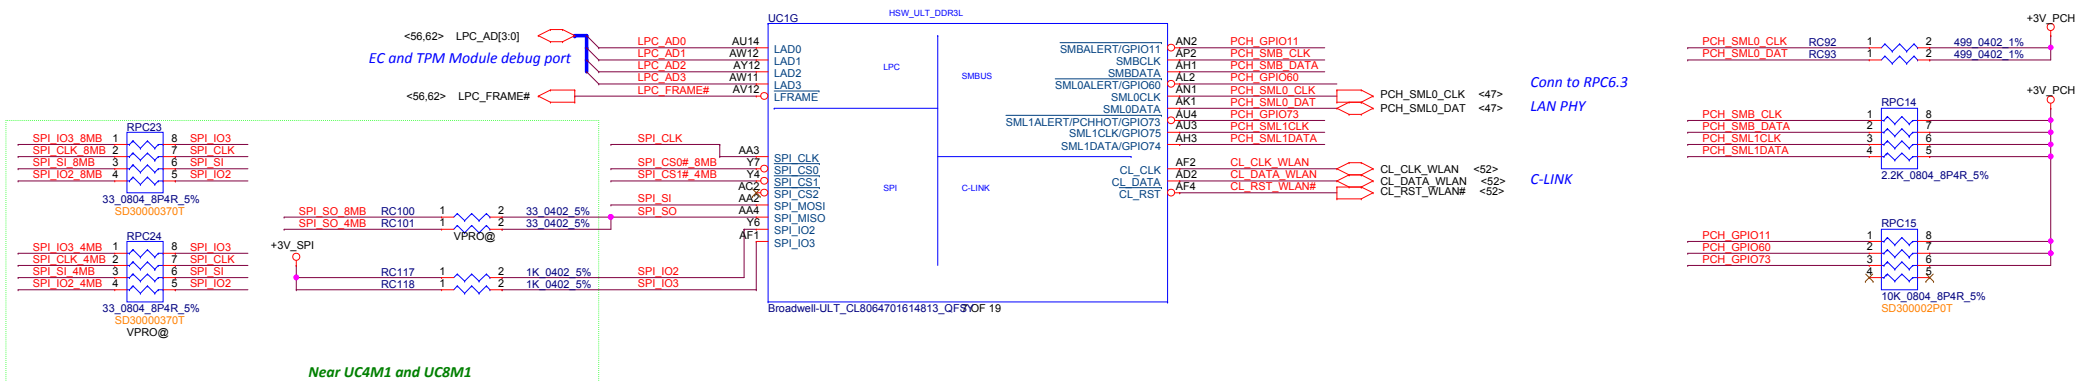 UC1G
HSW_ULT_DDR3L
<56,62> LPC_AD[3:0]
EC and TPM Module debug port
<56,62> LPC_FRAME#
LPC_AD0 AU14 LAD0
LPC_AD1 AW12 LAD1
LPC_AD2 AY12 LAD2
LPC_AD3 AW11 LAD3
LPC_FRAME# AV12 LFRAME
LPC
SMBUS
SPI
C-LINK
SPI_CLK AA3 SPI_CLK
SPI_CS0#_8MB Y7 SPI_CS0
SPI_CS1#_4MB Y4 SPI_CS1
AC2 SPI_CS2
SPI_SI AA2 SPI_MOSI
SPI_SO AA4 SPI_MISO
Y6 SPI_IO2
AF1 SPI_IO3
RPC23
SPI_IO3_8MB 1 8 SPI_IO3
SPI_CLK_8MB 2 7 SPI_CLK
SPI_SI_8MB 3 6 SPI_SI
SPI_IO2_8MB 4 5 SPI_IO2
33_0804_8P4R_5%
SD30000370T
RPC24
SPI_IO3_4MB 1 8 SPI_IO3
SPI_CLK_4MB 2 7 SPI_CLK
SPI_SI_4MB 3 6 SPI_SI
SPI_IO2_4MB 4 5 SPI_IO2
33_0804_8P4R_5%
SD30000370T
VPRO@
SPI_SO_8MB RC100 1 2 33_0402_5%
SPI_SO_4MB RC101 1 2 33_0402_5%
VPRO@
+3V_SPI
RC117 1 2 1K_0402_5% SPI_IO2
RC118 1 2 1K_0402_5% SPI_IO3
Near UC4M1 and UC8M1
SMBALERT/GPIO11 AN2 PCH_GPIO11
SMBCLK AP2 PCH_SMB_CLK
SMBDATA AH1 PCH_SMB_DATA
SML0ALERT/GPIO60 AL2 PCH_GPIO60
SML0CLK AN1 PCH_SML0_CLK PCH_SML0_CLK <47>
SML0DATA AK1 PCH_SML0_DAT PCH_SML0_DAT <47>
SML1ALERT/PCHHOT/GPIO73 AU4 PCH_GPIO73
SML1CLK/GPIO75 AU3 PCH_SML1CLK
SML1DATA/GPIO74 AH3 PCH_SML1DATA
CL_CLK AF2 CL_CLK_WLAN CL_CLK_WLAN <52>
CL_DATA AD2 CL_DATA_WLAN CL_DATA_WLAN <52>
CL_RST AF4 CL_RST_WLAN# CL_RST_WLAN# <52>
Broadwell-ULT_CL8064701614813_QFSY
7 OF 19
Conn to RPC6.3
LAN PHY
C-LINK
+3V_PCH
PCH_SML0_CLK RC92 1 2 499_0402_1%
PCH_SML0_DAT RC93 1 2 499_0402_1%
+3V_PCH
RPC14
PCH_SMB_CLK 1 8
PCH_SMB_DATA 2 7
PCH_SML1CLK 3 6
PCH_SML1DATA 4 5
2.2K_0804_8P4R_5%
RPC15
PCH_GPIO11 1 8
PCH_GPIO60 2 7
PCH_GPIO73 3 6
4 5
10K_0804_8P4R_5%
SD300002P0T